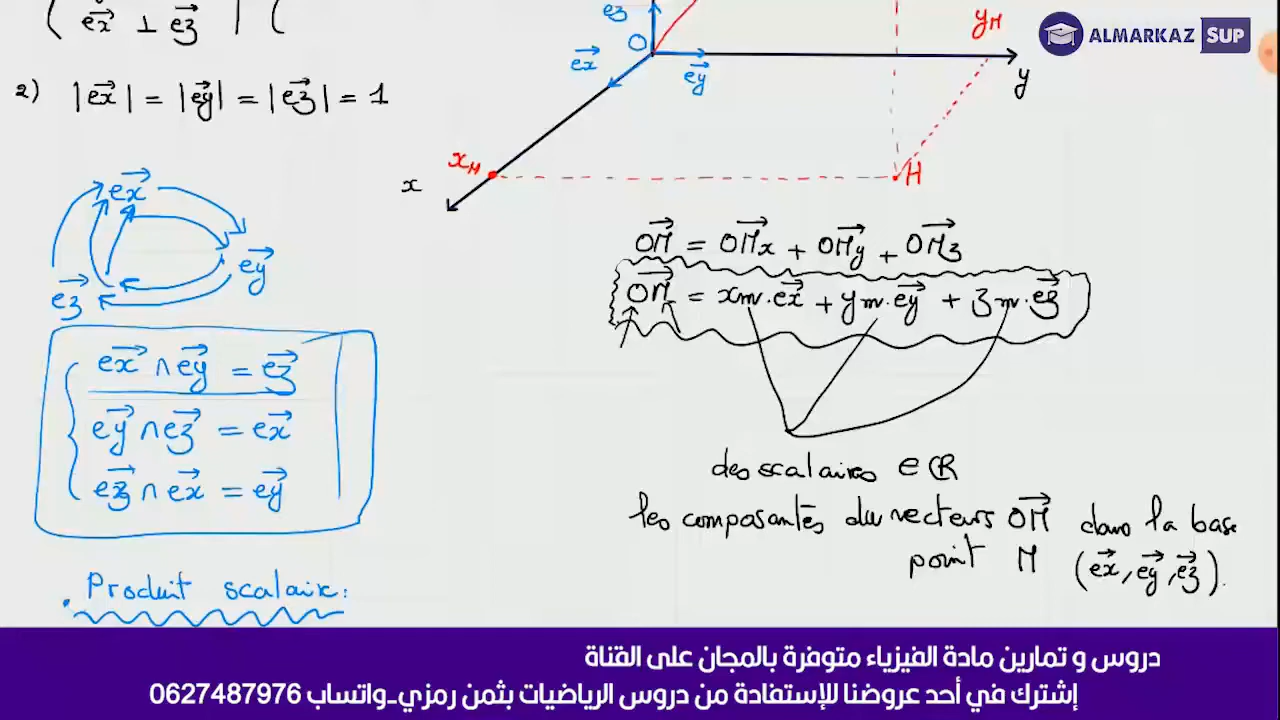 ex ⊥ ez
2) |ex| = |ey| = |ez| = 1
ez
O
ex
ey
yH
y
xH
x
H
ALMARKAZ SUP
ex
ey
ez
ex ∧ ey = ez
ey ∧ ez = ex
ez ∧ ex = ey
Produit scalaire:
OM = OMx + OMy + OMz
OM = xm.ex + ym.ey + zm.ez
des scalaires ∈ ℝ
les composantes du vecteurs OM dans la base
point M (ex, ey, ez).
دروس و تمارين مادة الفيزياء متوفرة بالمجان على القناة
إشترك في أحد عروضنا للإستفادة من دروس الرياضيات بثمن رمزي_واتساب 0627487976